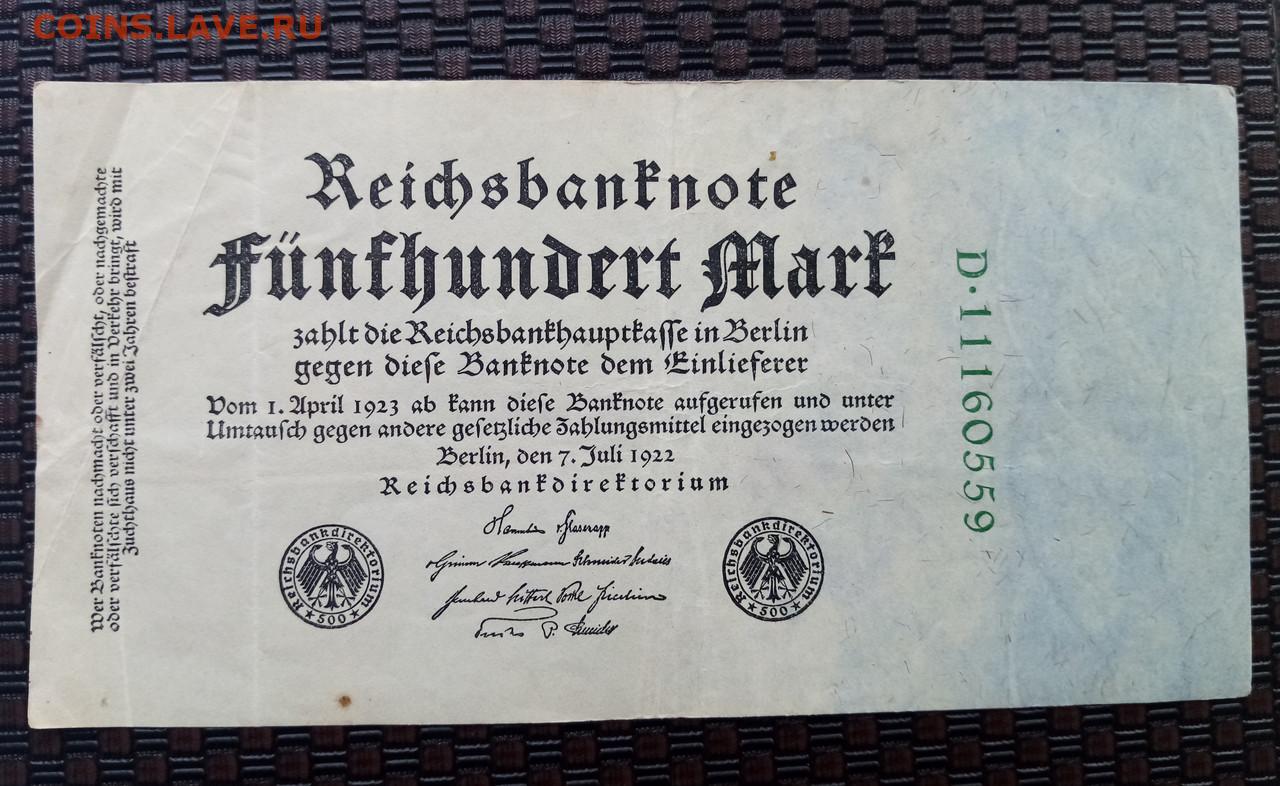 COINS.LAVE.RU
Reichsbanknote
Fünfhundert Mark
zahlt die Reichsbankhauptkasse in Berlin
gegen diese Banknote dem Einlieferer
Vom 1. April 1923 ab kann diese Banknote aufgerufen und unter
Umtausch gegen andere gesetzliche Zahlungsmittel eingezogen werden
Berlin, den 7. Juli 1922
Reichsbankdirektorium
Reichsbankdirektorium
★ 500 ★
Reichsbankdirektorium
★ 500 ★
Wer Banknoten nachmacht oder verfälscht, oder nachgemachte
oder verfälschte sich verschafft und in Verkehr bringt, wird mit
Zuchthaus nicht unter zwei Jahren bestraft
D·11160559